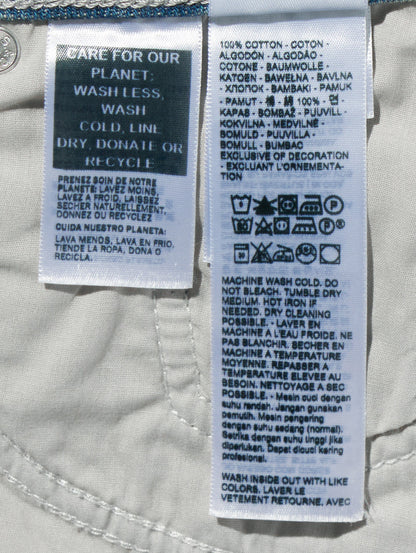 CARE FOR OUR
PLANET:
WASH LESS,
WASH
COLD, LINE
DRY, DONATE OR
RECYCLE
PRENEZ SOIN DE NOTRE
PLANETE: LAVEZ MOINS,
LAVEZ A FROID, LAISSEZ
SECHER NATURELLEMENT,
DONNEZ OU RECYCLEZ
CUIDA NUESTRO PLANETA:
LAVA MENOS, LAVA EN FRIO,
TIENDE LA ROPA, DONA O
RECICLA.
100% COTTON - COTON -
ALGODÓN - ALGODÃO -
COTONE - BAUMWOLLE -
KATOEN - BAWEŁNA - BAVLNA
- ХЛОПОК - BAMBAKI - PAMUK
- PAMUT - 棉 - 綿 100% - 면
KAPAS - BOMBAŽ - PUUVILL -
KOKVILNA - MEDVILNĖ -
BOMULD - PUUVILLA -
BOMULL - BUMBAC
EXCLUSIVE OF DECORATION
- EXCLUANT L'ORNEMENTA-
TION
MACHINE WASH COLD. DO
NOT BLEACH. TUMBLE DRY
MEDIUM. HOT IRON IF
NEEDED. DRY CLEANING
POSSIBLE. - LAVER EN
MACHINE A L'EAU FROIDE. NE
PAS BLANCHIR. SECHER EN
MACHINE A TEMPERATURE
MOYENNE. REPASSER A
TEMPERATURE ELEVEE AU
BESOIN. NETTOYAGE A SEC
POSSIBLE. - Mesin cuci dengan
suhu rendah. Jangan gunakan
pemutih. Mesin pengering
dengan suhu sedang (normal).
Setrika dengan suhu tinggi jika
diperlukan. Dapat dicuci kering
profesional.
WASH INSIDE OUT WITH LIKE
COLORS. LAVER LE
VETEMENT RETOURNE, AVEC